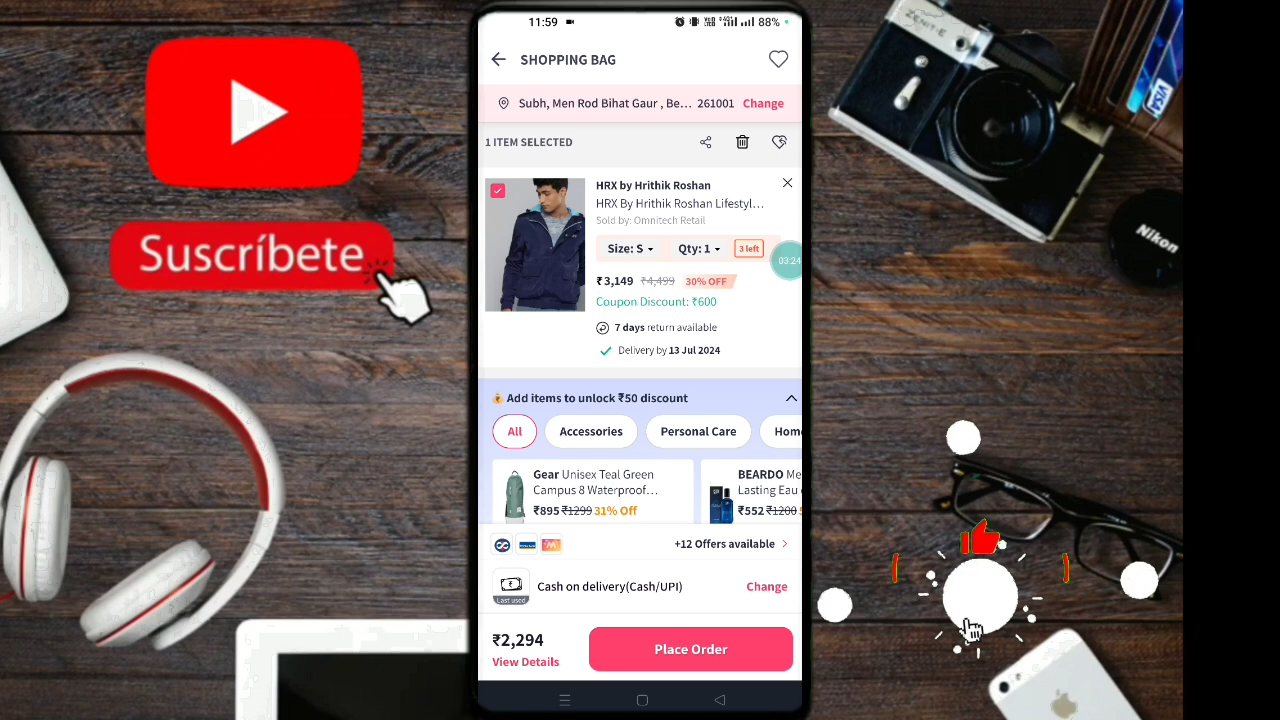 11:59
88%
SHOPPING BAG
Subh, Men Rod Bihat Gaur , Be... 261001 Change
1 ITEM SELECTED
HRX by Hrithik Roshan
HRX By Hrithik Roshan Lifestyl...
Sold by: Omnitech Retail
Size: S Qty: 1 3 left
03:24
₹3,149 ₹4,499 30% OFF
Coupon Discount: ₹600
7 days return available
Delivery by 13 Jul 2024
Add items to unlock ₹50 discount
All Accessories Personal Care Home
Gear Unisex Teal Green
Campus 8 Waterproof...
₹895 ₹1299 31% Off
BEARDO Me
Lasting Eau
₹552 ₹1200
+12 Offers available
Cash on delivery(Cash/UPI) Change
Last used
₹2,294
View Details
Place Order
Suscríbete
ZENIT-E
VISA
Nikon